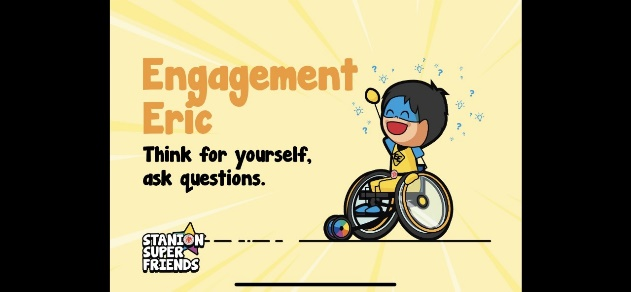 Engagement
Eric
Think for yourself,
ask questions.
STANION
SUPER
FRIENDS